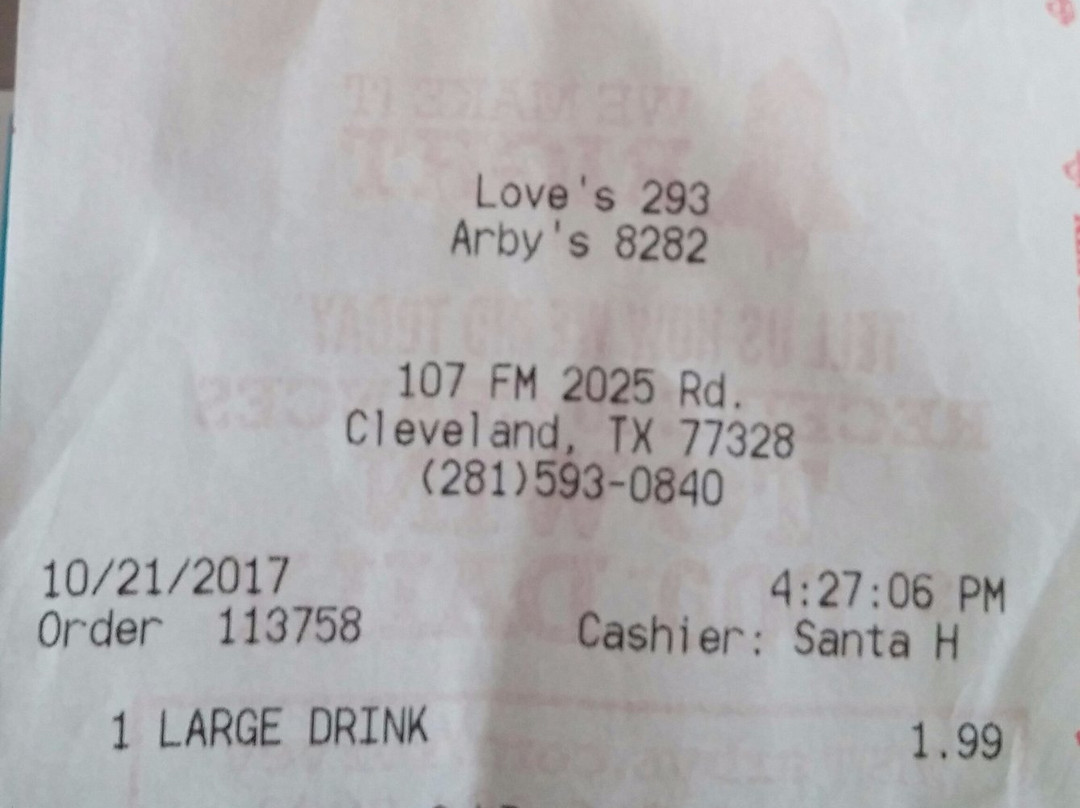 Love's 293
Arby's 8282
107 FM 2025 Rd.
Cleveland, TX 77328
(281)593-0840
10/21/2017 4:27:06 PM
Order 113758 Cashier: Santa H
1 LARGE DRINK 1.99